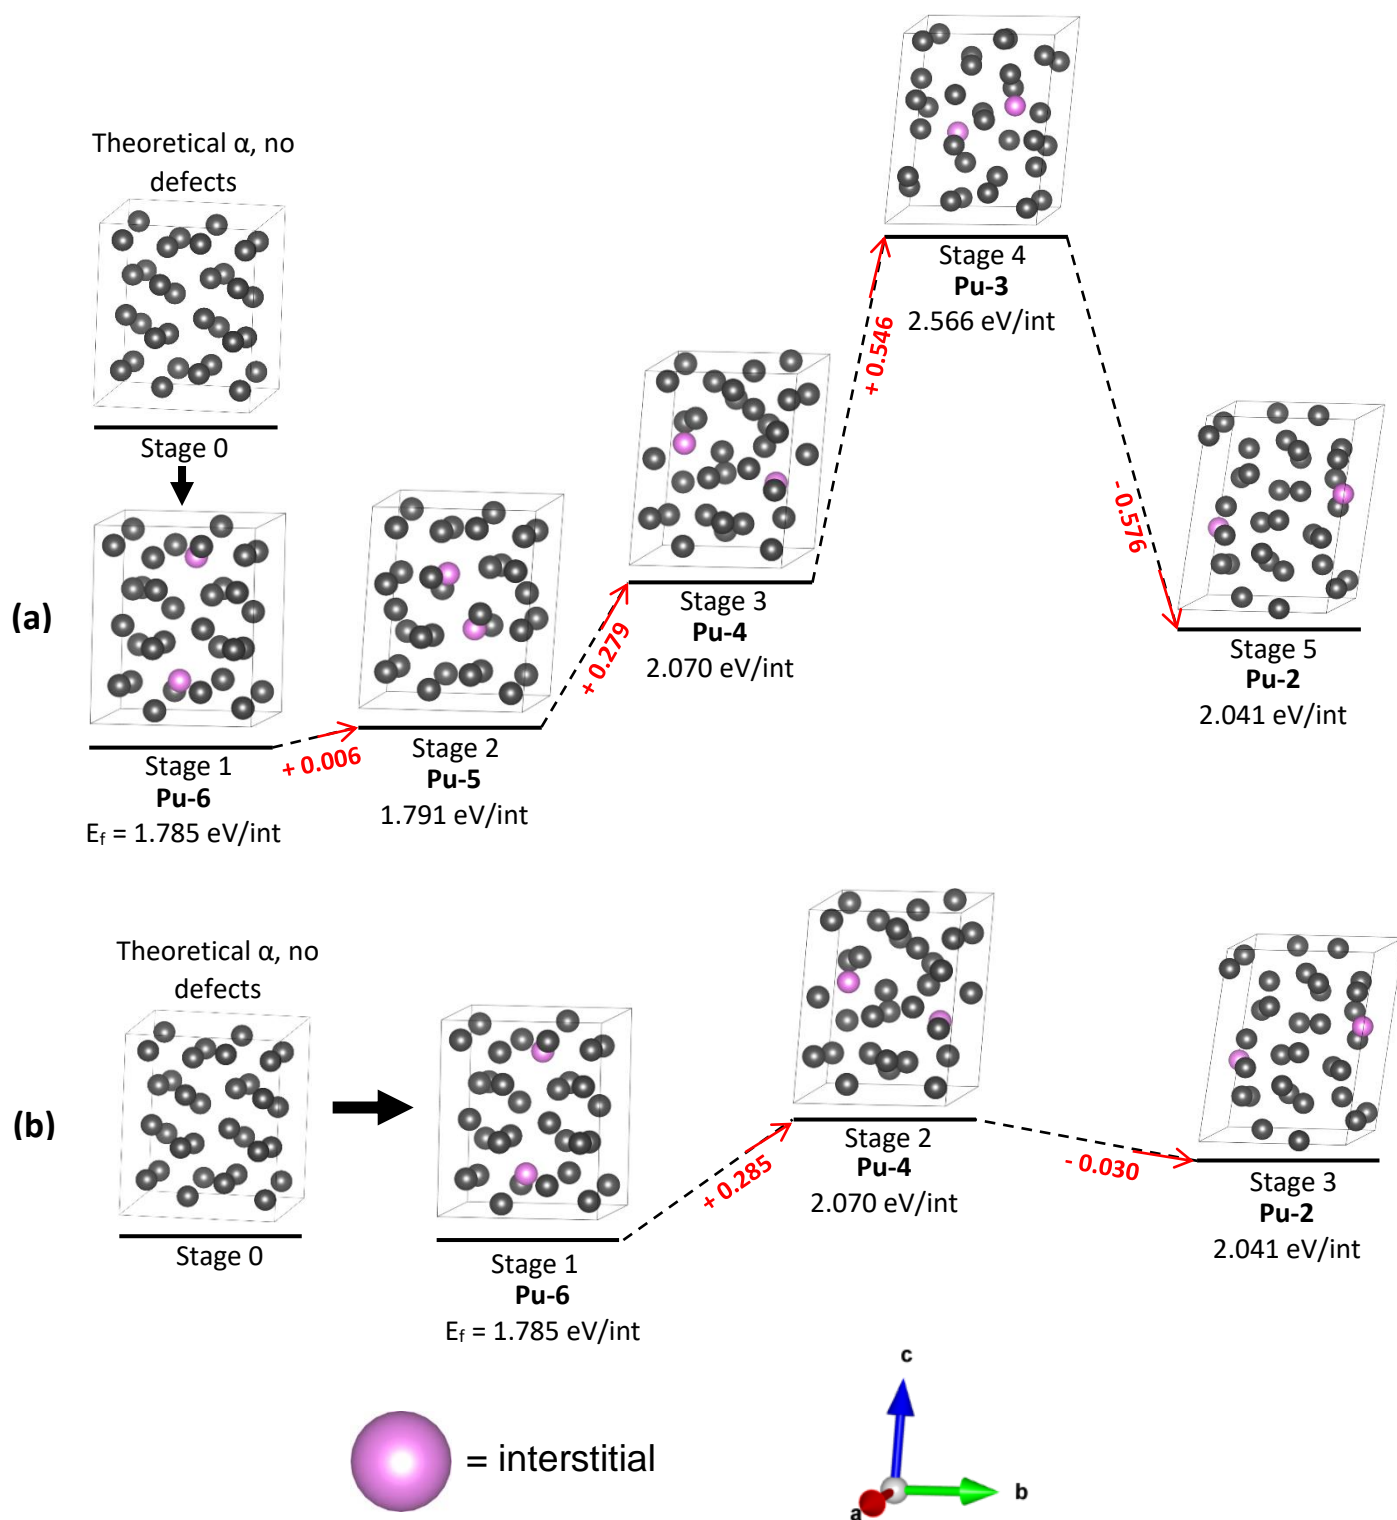 Theoretical α, no
defects
Stage 0
(a)
Stage 1
Pu-6
Ef = 1.785 eV/int
+ 0.006
Stage 2
Pu-5
1.791 eV/int
+ 0.279
Stage 3
Pu-4
2.070 eV/int
+ 0.546
Stage 4
Pu-3
2.566 eV/int
- 0.576
Stage 5
Pu-2
2.041 eV/int
Theoretical α, no
defects
(b)
Stage 0
Stage 1
Pu-6
Ef = 1.785 eV/int
+ 0.285
Stage 2
Pu-4
2.070 eV/int
- 0.030
Stage 3
Pu-2
2.041 eV/int
= interstitial
c
b
a